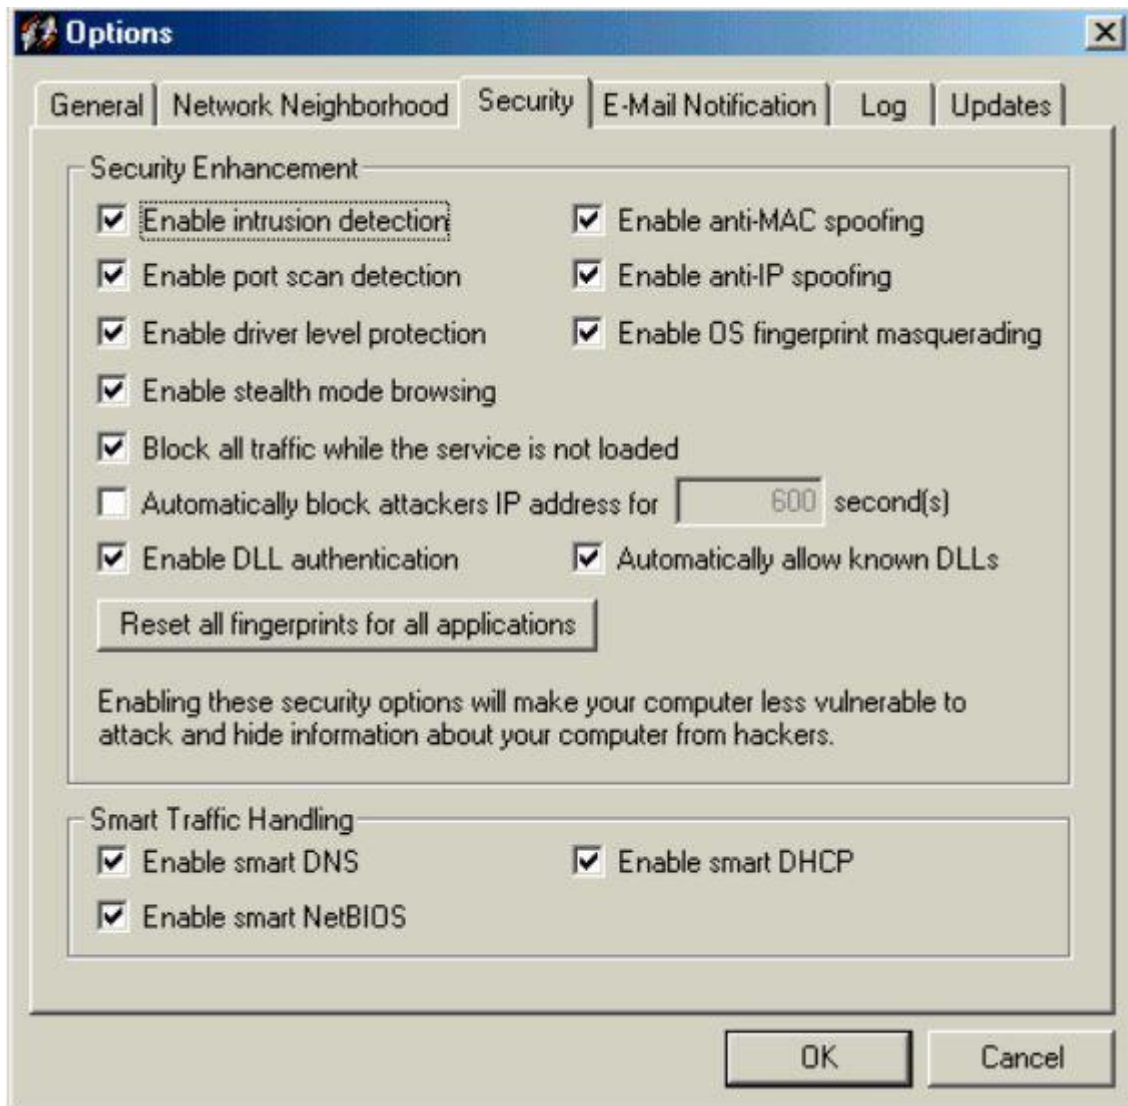 Options
General Network Neighborhood Security E-Mail Notification Log Updates
Security Enhancement
Enable intrusion detection Enable anti-MAC spoofing
Enable port scan detection Enable anti-IP spoofing
Enable driver level protection Enable OS fingerprint masquerading
Enable stealth mode browsing
Block all traffic while the service is not loaded
Automatically block attackers IP address for 600 second(s)
Enable DLL authentication Automatically allow known DLLs
Reset all fingerprints for all applications
Enabling these security options will make your computer less vulnerable to
attack and hide information about your computer from hackers.
Smart Traffic Handling
Enable smart DNS Enable smart DHCP
Enable smart NetBIOS
OK Cancel